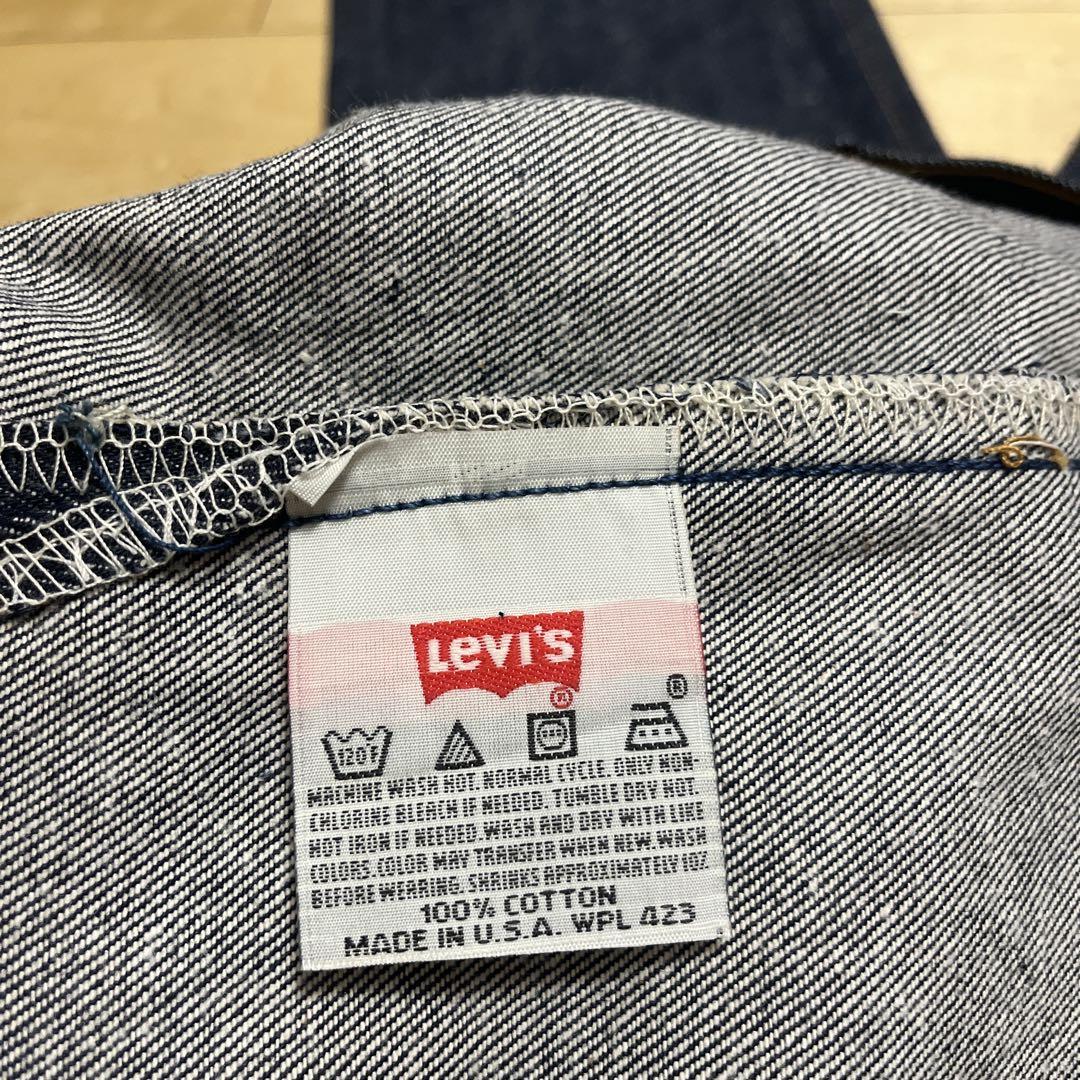 LEVI'S
®
®
120F
MACHINE WASH HOT. NORMAL CYCLE. ONLY NON-
CHLORINE BLEACH IF NEEDED. TUMBLE DRY HOT.
HOT IRON IF NEEDED. WASH AND DRY WITH LIKE
COLORS. COLOR MAY TRANSFER WHEN NEW. WASH
BEFORE WEARING. SHRINKS APPROXIMATELY 10%
100% COTTON
MADE IN U.S.A. WPL 423